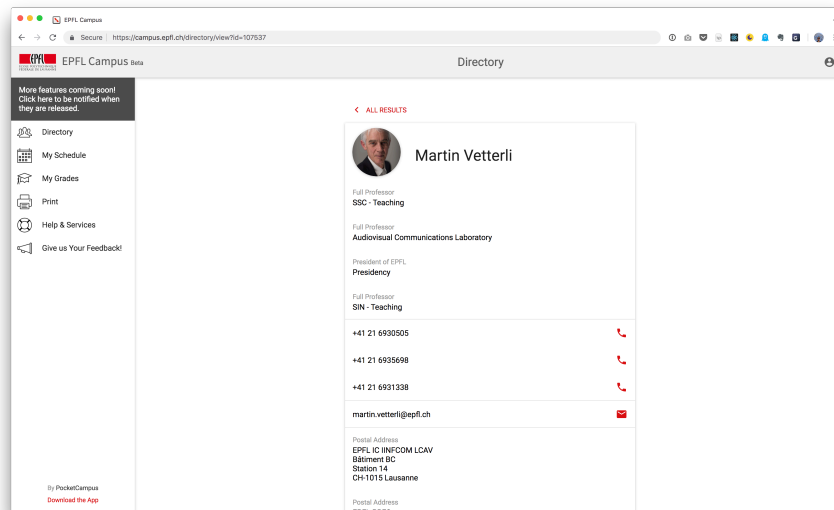 EPFL Campus
Secure
https://campus.epfl.ch/directory/view?id=107537
EPFL
EPFL Campus Beta
Directory
More features coming soon!
Click here to be notified when
they are released.
Directory
My Schedule
My Grades
Print
Help & Services
Give us Your Feedback!
By PocketCampus
Download the App
ALL RESULTS
Martin Vetterli
Full Professor
SSC - Teaching
Full Professor
Audiovisual Communications Laboratory
President of EPFL
Presidency
Full Professor
SIN - Teaching
+41 21 6930505
+41 21 6935698
+41 21 6931338
martin.vetterli@epfl.ch
Postal Address
EPFL IC IINFCOM LCAV
Bâtiment BC
Station 14
CH-1015 Lausanne
Postal Address